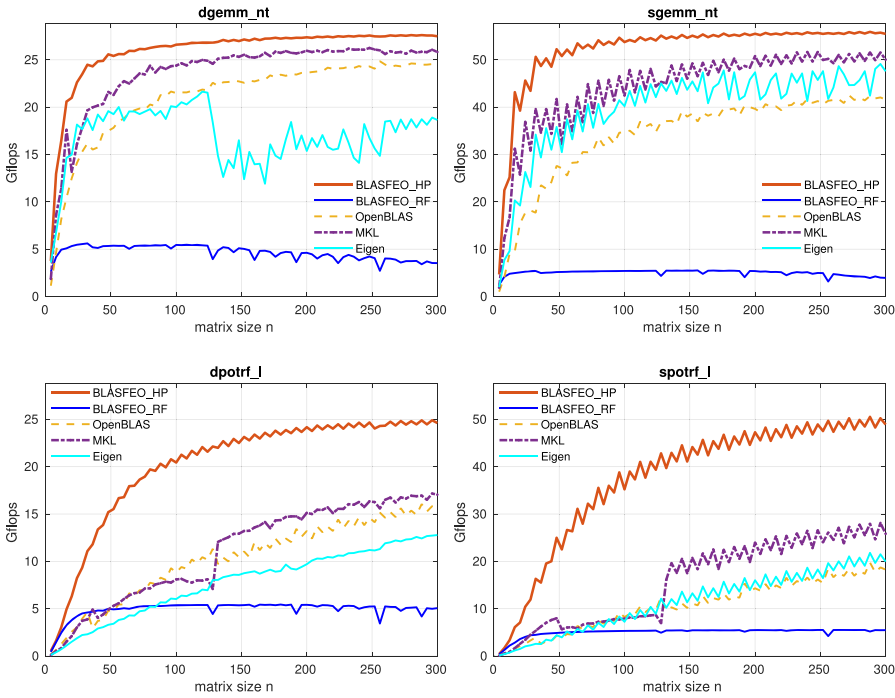 dgemm_nt
Gflops
25
20
15
10
5
0
0 50 100 150 200 250 300
matrix size n
BLASFEO_HP
BLASFEO_RF
OpenBLAS
MKL
Eigen
sgemm_nt
Gflops
50
40
30
20
10
0
0 50 100 150 200 250 300
matrix size n
BLASFEO_HP
BLASFEO_RF
OpenBLAS
MKL
Eigen
dpotrf_l
Gflops
25
20
15
10
5
0
0 50 100 150 200 250 300
matrix size n
BLASFEO_HP
BLASFEO_RF
OpenBLAS
MKL
Eigen
spotrf_l
Gflops
50
40
30
20
10
0
0 50 100 150 200 250 300
matrix size n
BLASFEO_HP
BLASFEO_RF
OpenBLAS
MKL
Eigen